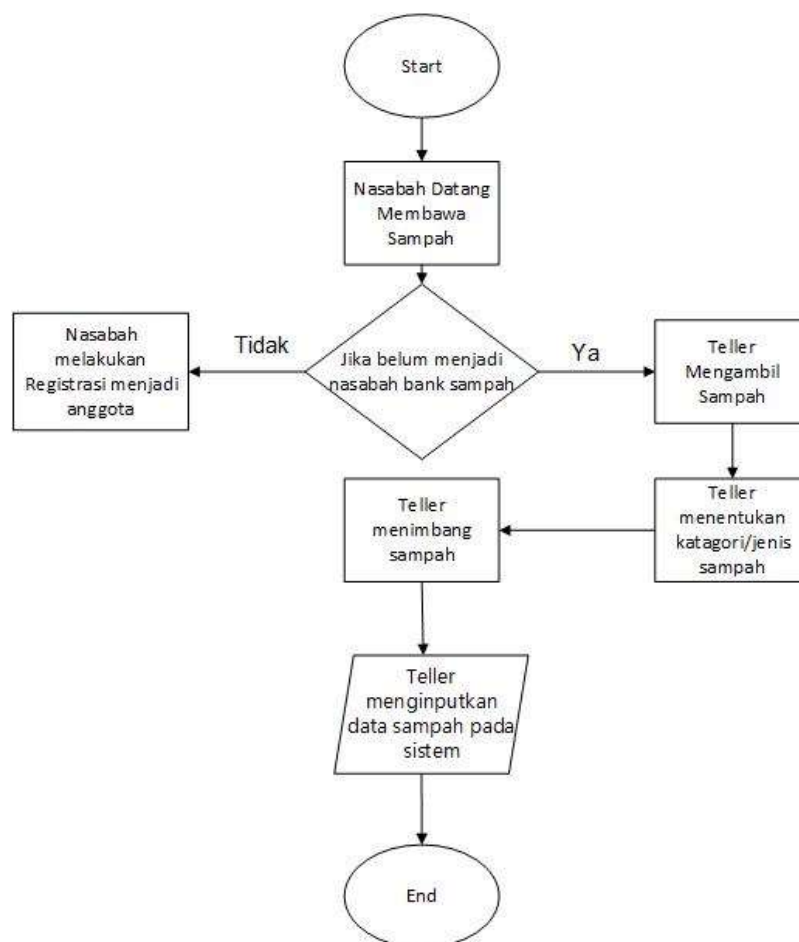 Start
Nasabah Datang
Membawa
Sampah
Tidak
Jika belum menjadi
nasabah bank sampah
Ya
Nasabah
melakukan
Registrasi menjadi
anggota
Teller
Mengambil
Sampah
Teller
menentukan
katagori/jenis
sampah
Teller
menimbang
sampah
Teller
menginputkan
data sampah pada
sistem
End